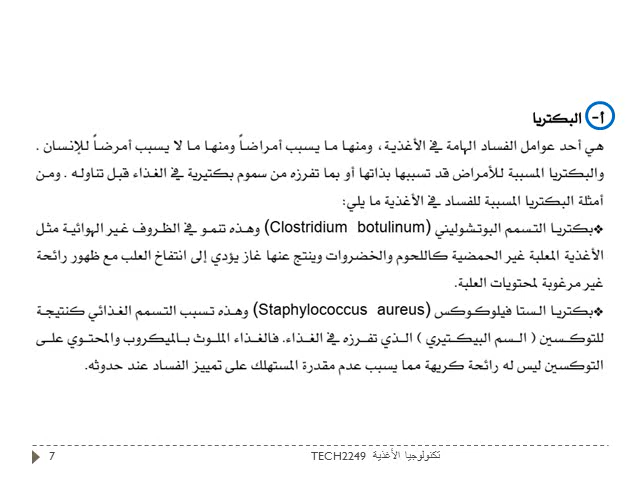 أ- البكتريا
هي أحد عوامل الفساد الهامة في الأغذية، ومنها ما يسبب أمراضاً ومنها ما لا يسبب أمرضاً للإنسان .
والبكتريا المسببة للأمراض قد تسببها بذاتها أو بما تفرزه من سموم بكتيرية في الغذاء قبل تناوله . ومن
أمثلة البكتريا المسببة للفساد في الأغذية ما يلي:
❖بكتريا التسمم البوتشوليني (Clostridium botulinum) وهذه تنمو في الظروف غير الهوائية مثل
الأغذية المعلبة غير الحمضية كاللحوم والخضروات وينتج عنها غاز يؤدي إلى انتفاخ العلب مع ظهور رائحة
غير مرغوبة لمحتويات العلبة.
❖بكتريا الستا فيلوكوكس (Staphylococcus aureus) وهذه تسبب التسمم الغذائي كنتيجة
للتوكسين ( السم البيكتيري ) الذي تفرزه في الغذاء. فالغذاء الملوث بالميكروب والمحتوي على
التوكسين ليس له رائحة كريهة مما يسبب عدم مقدرة المستهلك على تمييز الفساد عند حدوثه.
تكنولوجيا الأغذية TECH2249
7